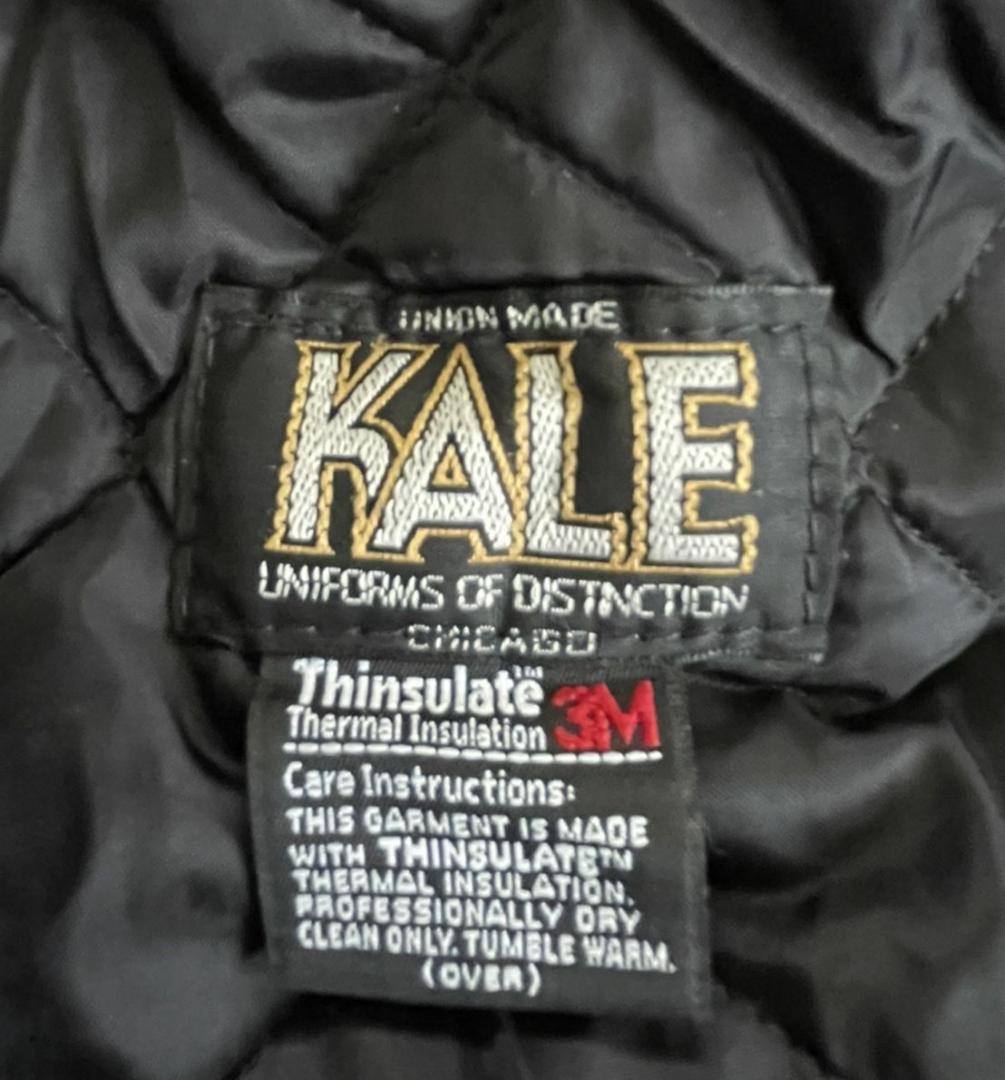 UNION MADE
KALE
UNIFORMS OF DISTINCTION
CHICAGO
Thinsulate™
3M
Thermal Insulation
Care Instructions:
THIS GARMENT IS MADE
WITH THINSULATE™
THERMAL INSULATION.
PROFESSIONALLY DRY
CLEAN ONLY. TUMBLE WARM.
(OVER)